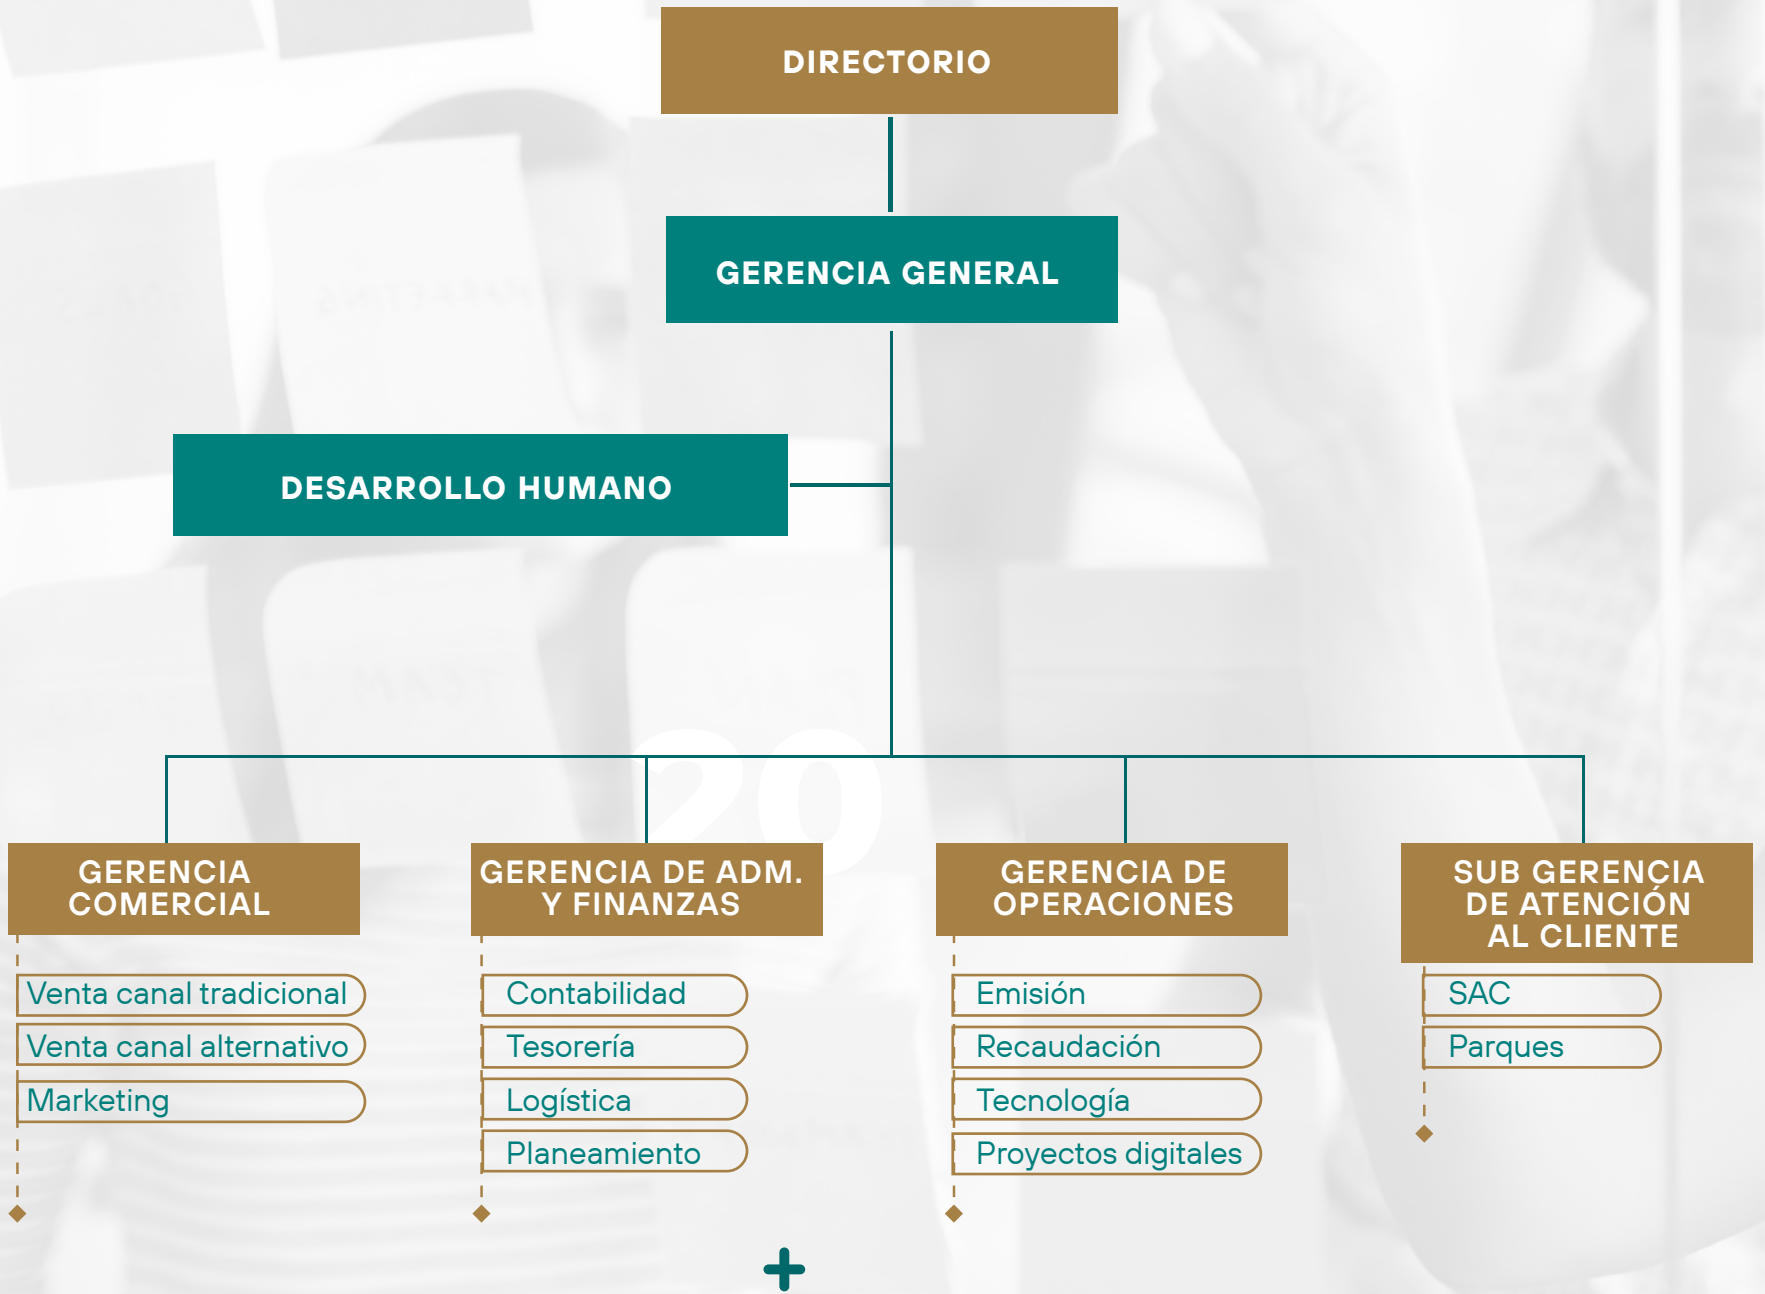 DIRECTORIO
GERENCIA GENERAL
DESARROLLO HUMANO
20
GERENCIA
COMERCIAL
Venta canal tradicional
Venta canal alternativo
Marketing
GERENCIA DE ADM.
Y FINANZAS
Contabilidad
Tesorería
Logística
Planeamiento
GERENCIA DE
OPERACIONES
Emisión
Recaudación
Tecnología
Proyectos digitales
SUB GERENCIA
DE ATENCIÓN
AL CLIENTE
SAC
Parques